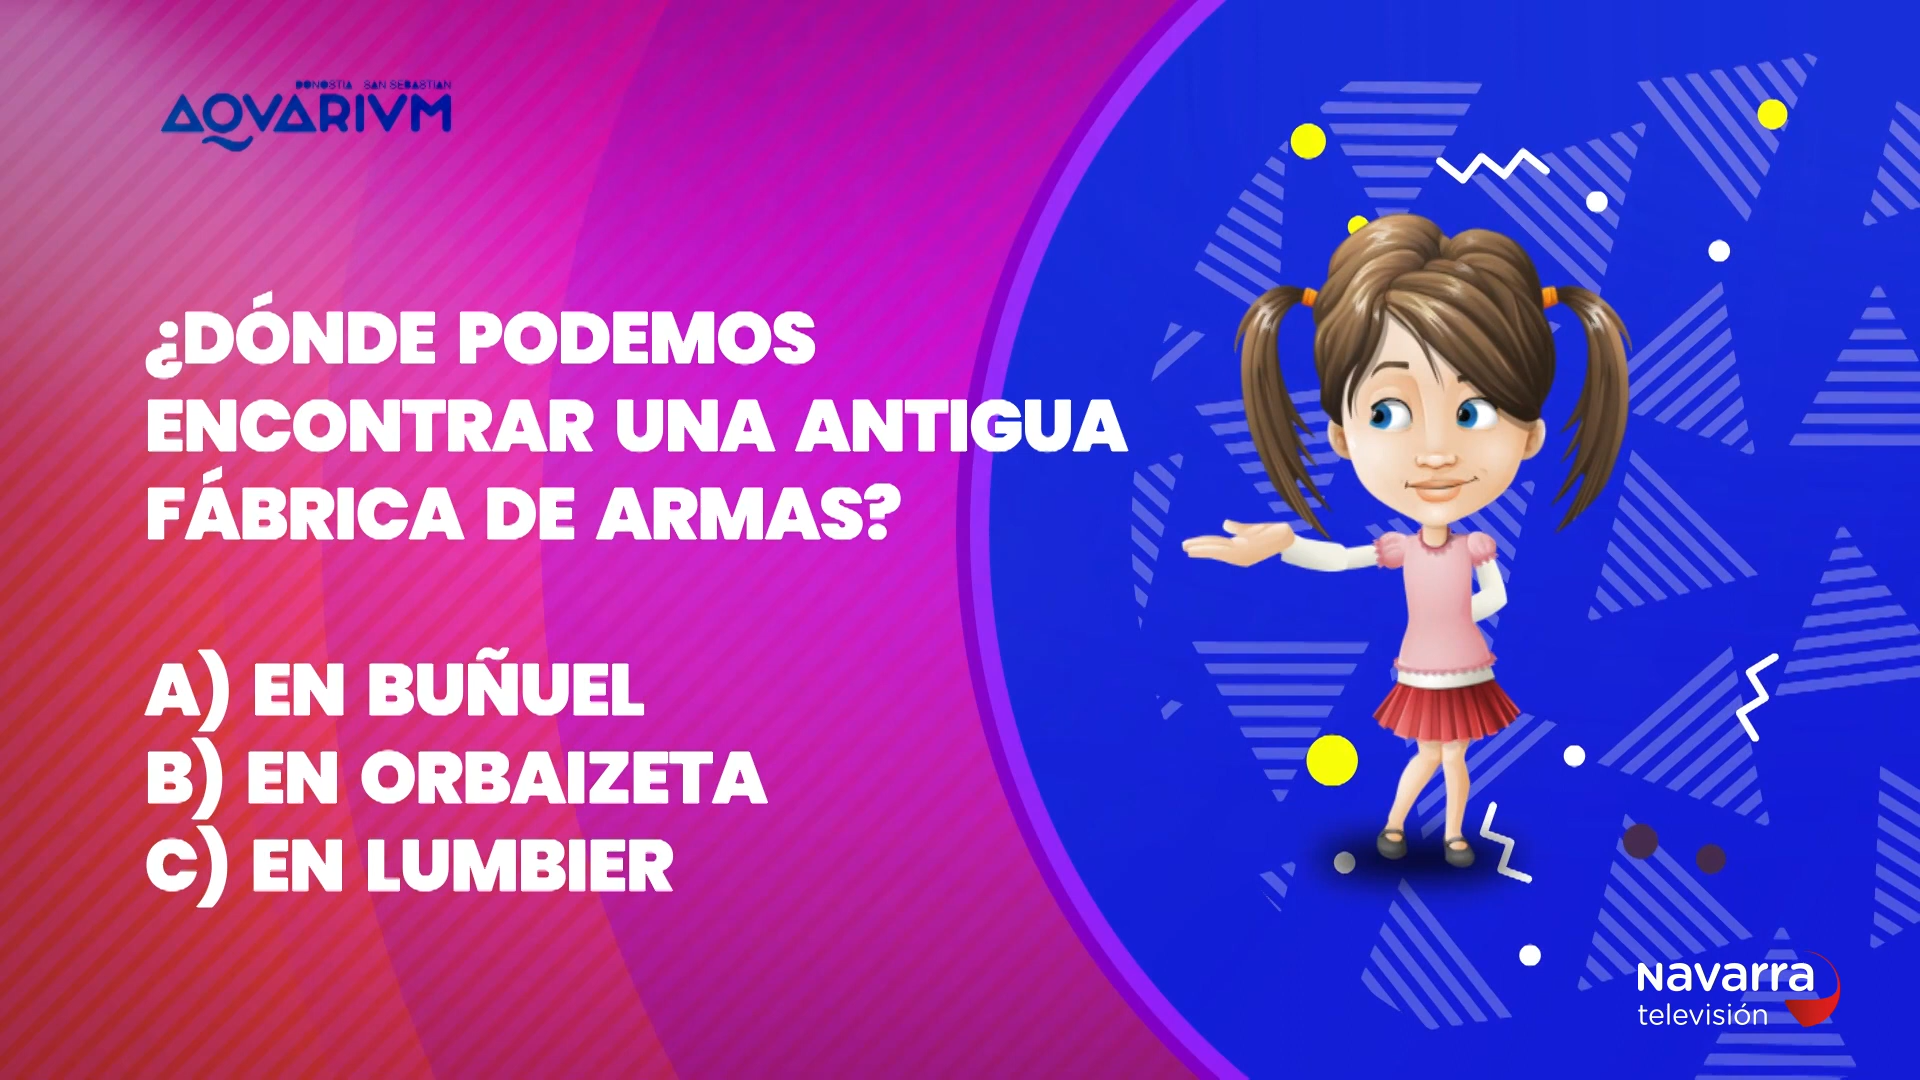 DONOSTIA SAN SEBASTIAN
AQVARIVM
¿DÓNDE PODEMOS
ENCONTRAR UNA ANTIGUA
FÁBRICA DE ARMAS?
A) EN BUÑUEL
B) EN ORBAIZETA
C) EN LUMBIER
Navarra
televisión